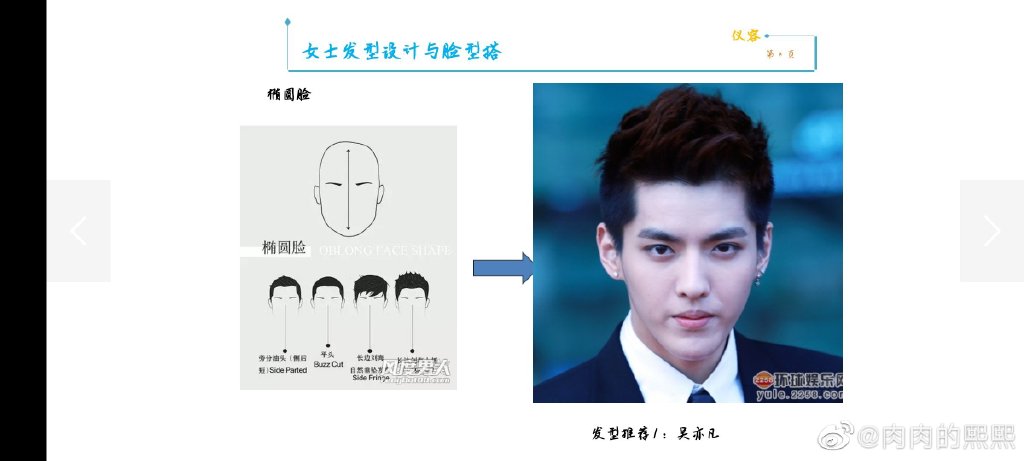 女士发型设计与脸型搭
仪容
第 * 页
椭圆脸
椭圆脸 OBLONG FACE SHAPE
旁分油头（侧后
短)Side Parted
平头
Buzz Cut
长边刘海
自然垂坠发
Side Fringe
风度男人
2258 环球娱乐网
yule.2258.com
发型推荐1：吴亦凡
@肉肉的熙熙